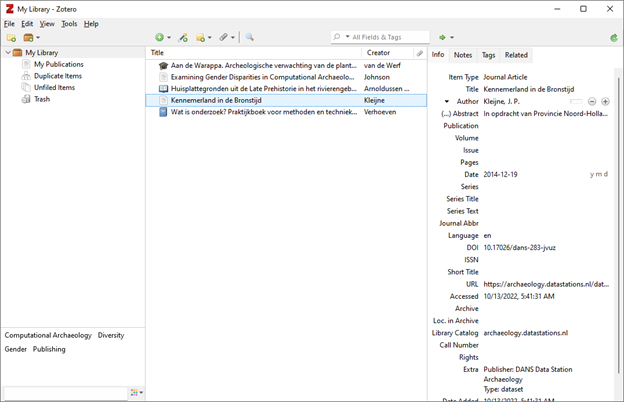 My Library - Zotero
File Edit View Tools Help
All Fields & Tags
My Library
My Publications
Duplicate Items
Unfiled Items
Trash
Title Creator
Aan de Warappa. Archeologische verwachting van de plant... van de Werf
Examining Gender Disparities in Computational Archaeolo... Johnson
Huisplattegronden uit de Late Prehistorie in het rivierengeb... Arnoldussen ...
Kennemerland in de Bronstijd Kleijne
Wat is onderzoek? Praktijkboek voor methoden en techniek... Verhoeven
Info Notes Tags Related
Item Type Journal Article
Title Kennemerland in de Bronstijd
Author Kleijne, J. P.
(...) Abstract In opdracht van Provincie Noord-Holla...
Publication
Volume
Issue
Pages
Date 2014-12-19 y m d
Series
Series Title
Series Text
Journal Abbr
Language en
DOI 10.17026/dans-283-jvuz
ISSN
Short Title
URL https://archaeology.datastations.nl/dat...
Accessed 10/13/2022, 5:41:31 AM
Archive
Loc. in Archive
Library Catalog archaeology.datastations.nl
Call Number
Rights
Extra Publisher: DANS Data Station
Archaeology
Type: dataset
Date Added 10/13/2022, 5:41:31 AM
Computational Archaeology Diversity
Gender Publishing